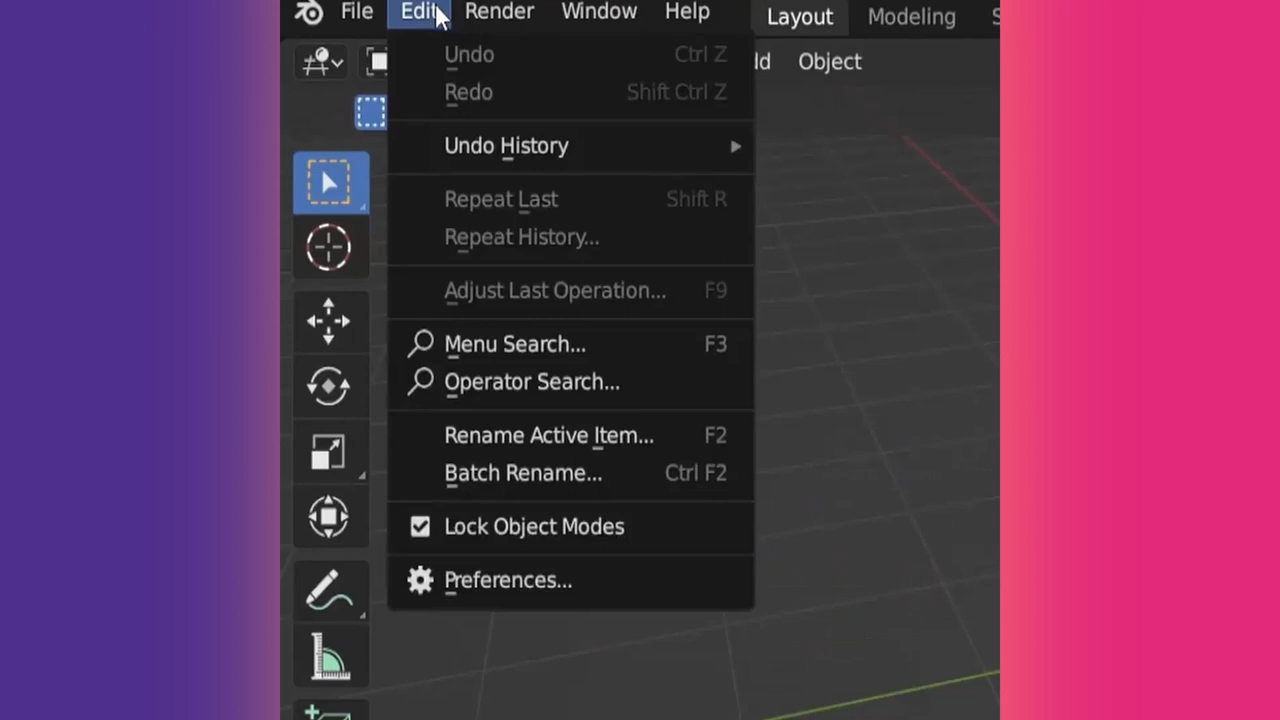 File Edit Render Window Help Layout Modeling
ld Object
Undo Ctrl Z
Redo Shift Ctrl Z
Undo History
Repeat Last Shift R
Repeat History...
Adjust Last Operation... F9
Menu Search... F3
Operator Search...
Rename Active Item... F2
Batch Rename... Ctrl F2
Lock Object Modes
Preferences...